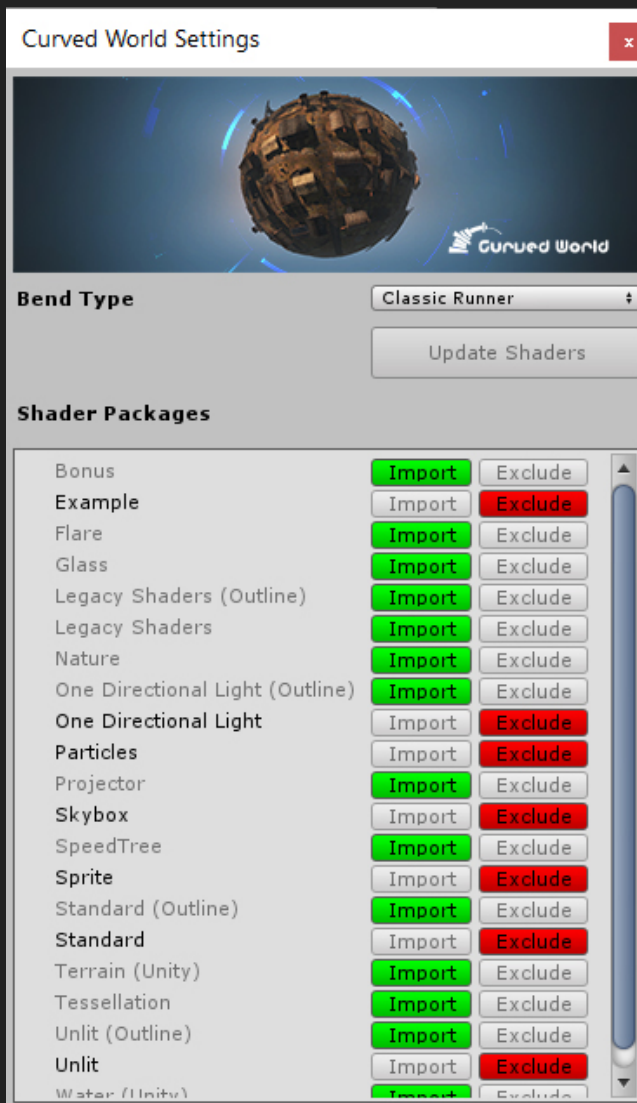 Curved World Settings
x
Curved World
Bend Type Classic Runner
Update Shaders
Shader Packages
Bonus Import Exclude
Example Import Exclude
Flare Import Exclude
Glass Import Exclude
Legacy Shaders (Outline) Import Exclude
Legacy Shaders Import Exclude
Nature Import Exclude
One Directional Light (Outline) Import Exclude
One Directional Light Import Exclude
Particles Import Exclude
Projector Import Exclude
Skybox Import Exclude
SpeedTree Import Exclude
Sprite Import Exclude
Standard (Outline) Import Exclude
Standard Import Exclude
Terrain (Unity) Import Exclude
Tessellation Import Exclude
Unlit (Outline) Import Exclude
Unlit Import Exclude
Water (Unity) Import Exclude